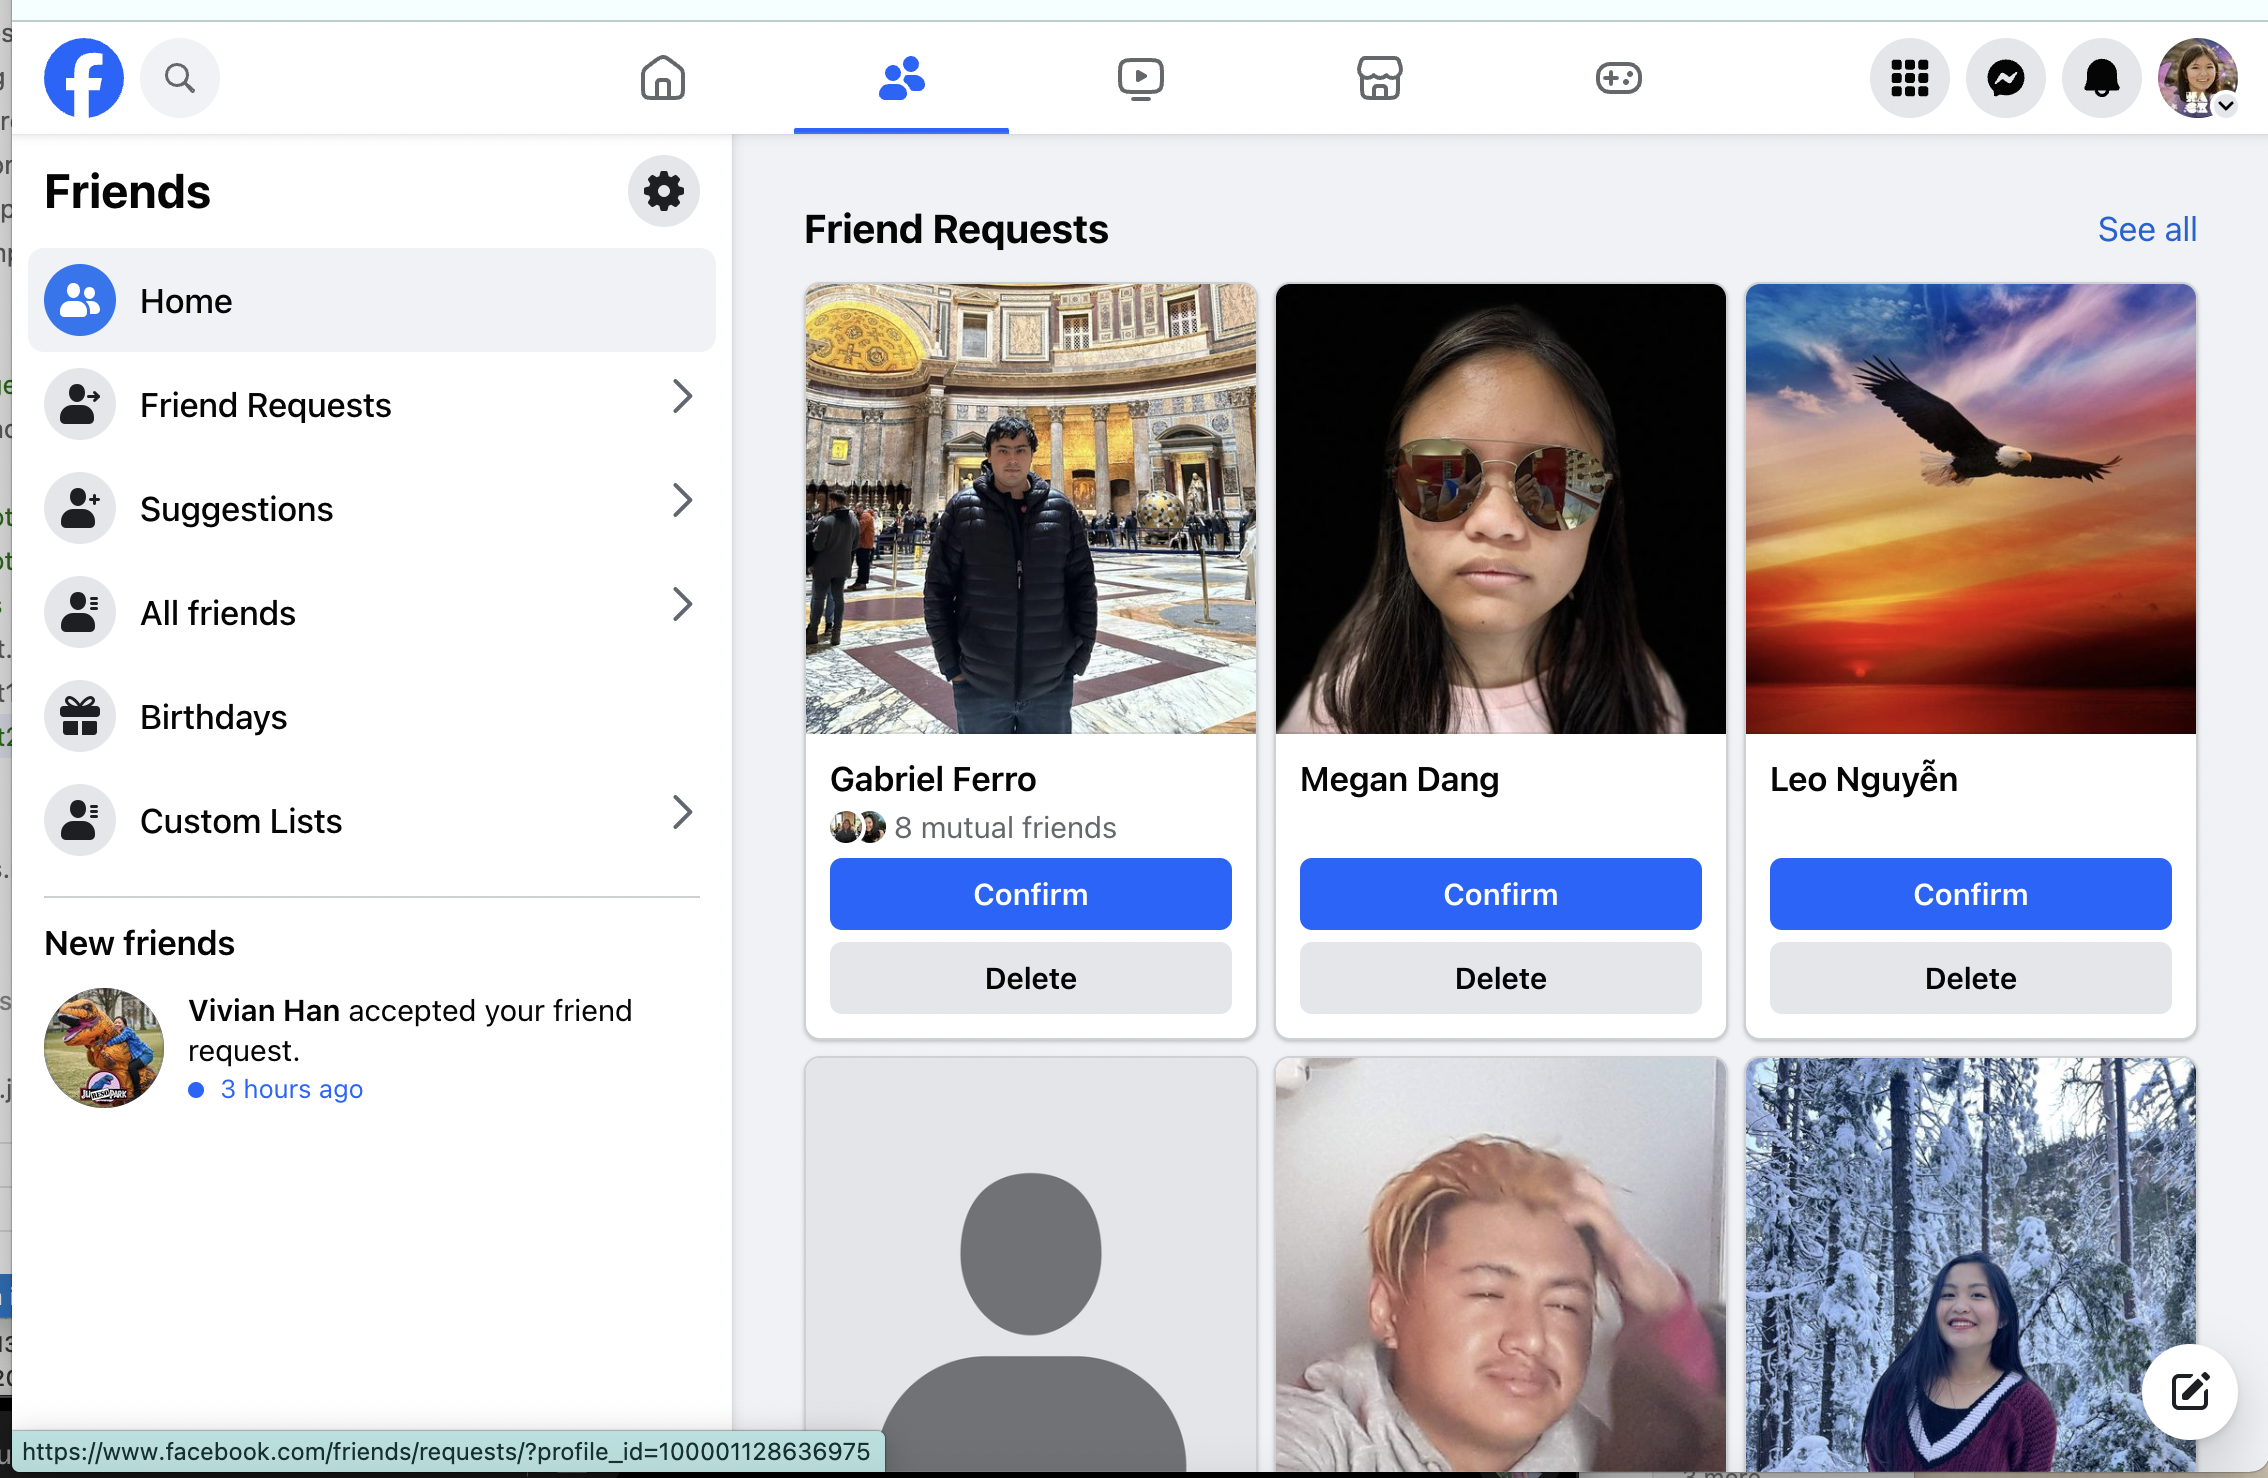 Friends
Home
Friend Requests
Suggestions
All friends
Birthdays
Custom Lists
New friends
Vivian Han accepted your friend
request.
3 hours ago
Friend Requests
See all
Gabriel Ferro
8 mutual friends
Confirm
Delete
Megan Dang
Confirm
Delete
Leo Nguyễn
Confirm
Delete
https://www.facebook.com/friends/requests/?profile_id=100001128636975